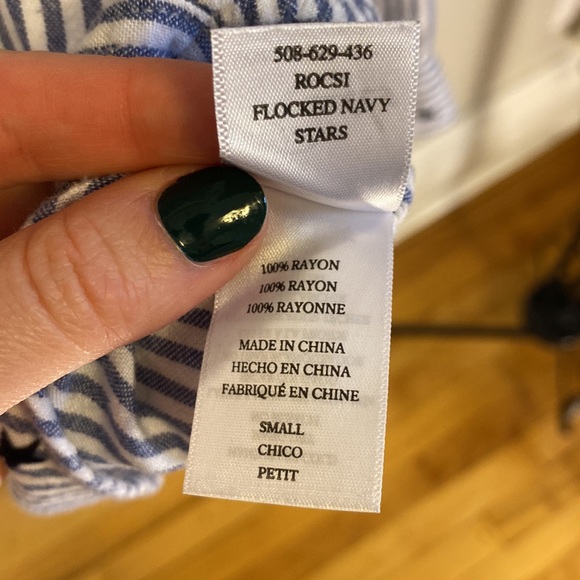 508-629-436
ROCSI
FLOCKED NAVY
STARS
100% RAYON
100% RAYON
100% RAYONNE
MADE IN CHINA
HECHO EN CHINA
FABRIQUÉ EN CHINE
SMALL
CHICO
PETIT